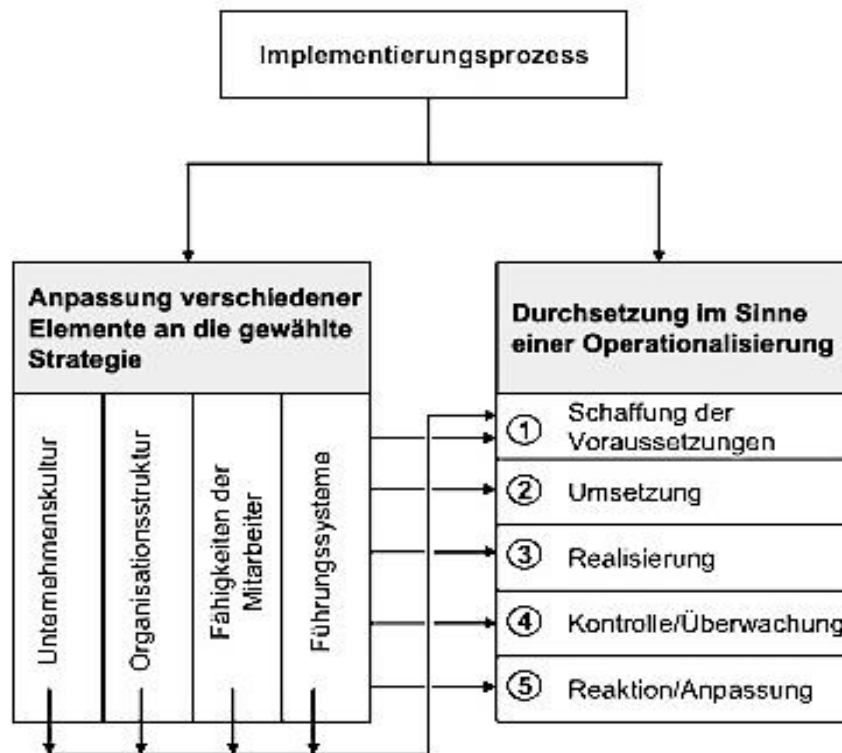 Implementierungsprozess
Anpassung verschiedener
Elemente an die gewählte
Strategie
Unternehmenskultur
Organisationsstruktur
Fähigkeiten der
Mitarbeiter
Führungssysteme
Durchsetzung im Sinne
einer Operationalisierung
1 Schaffung der
Voraussetzungen
2 Umsetzung
3 Realisierung
4 Kontrolle/Überwachung
5 Reaktion/Anpassung